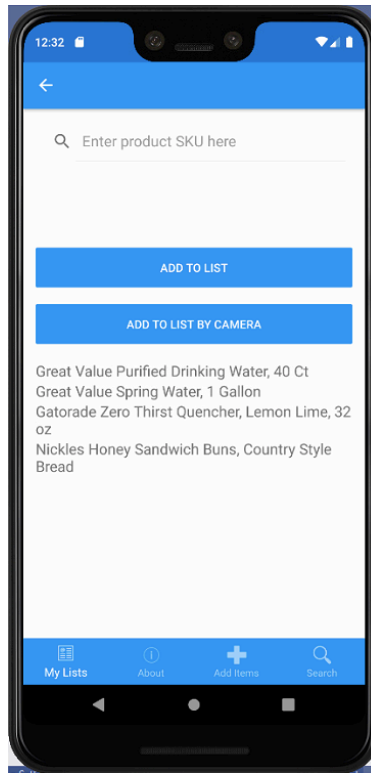 12:32
Enter product SKU here
ADD TO LIST
ADD TO LIST BY CAMERA
Great Value Purified Drinking Water, 40 Ct
Great Value Spring Water, 1 Gallon
Gatorade Zero Thirst Quencher, Lemon Lime, 32
oz
Nickles Honey Sandwich Buns, Country Style
Bread
My Lists About Add Items Search